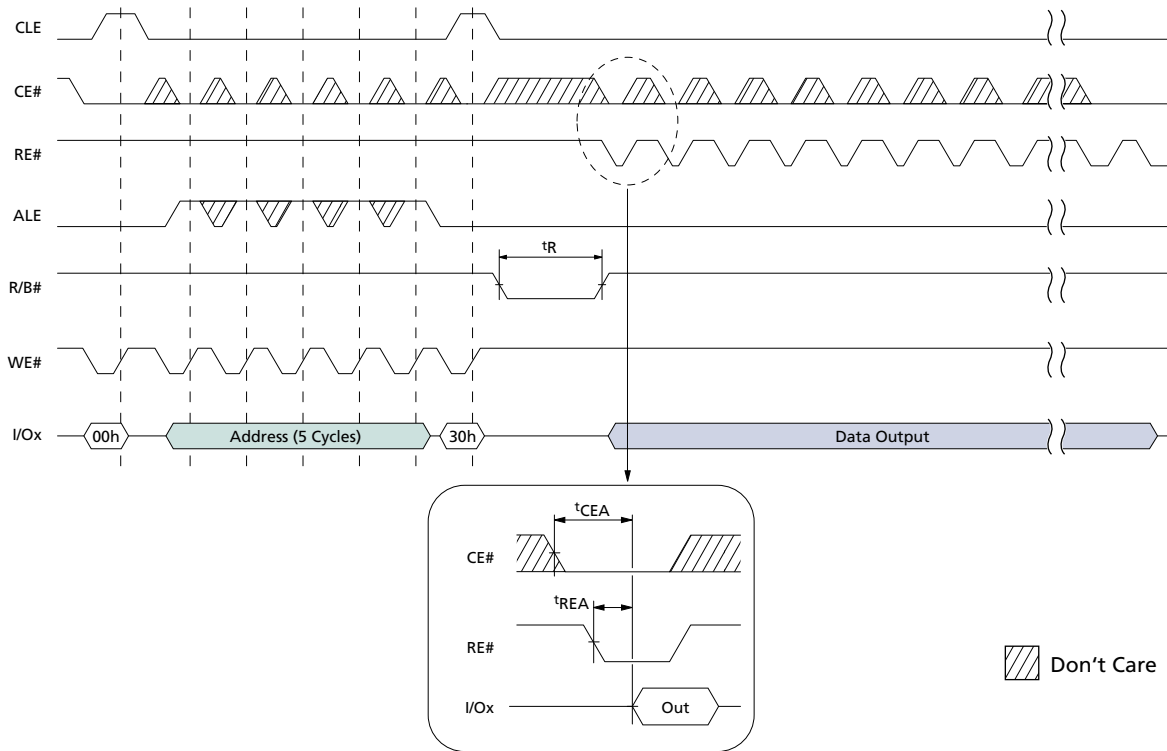 CLE
CE#
RE#
ALE
tR
R/B#
WE#
I/Ox
00h
Address (5 Cycles)
30h
Data Output
tCEA
CE#
tREA
RE#
I/Ox
Out
Don't Care